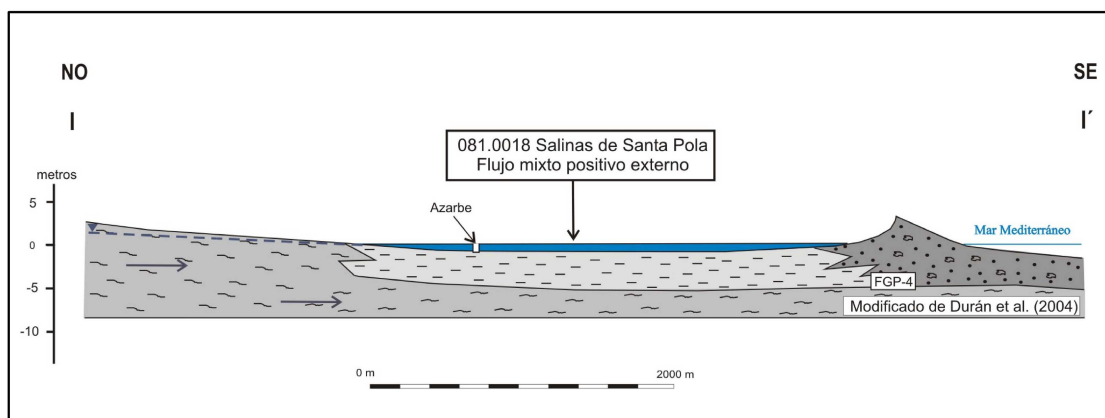 NO
SE
I
I´
081.0018 Salinas de Santa Pola
Flujo mixto positivo externo
metros
5
Azarbe
Mar Mediterráneo
0
-5
FGP-4
Modificado de Durán et al. (2004)
-10
0 m
2000 m